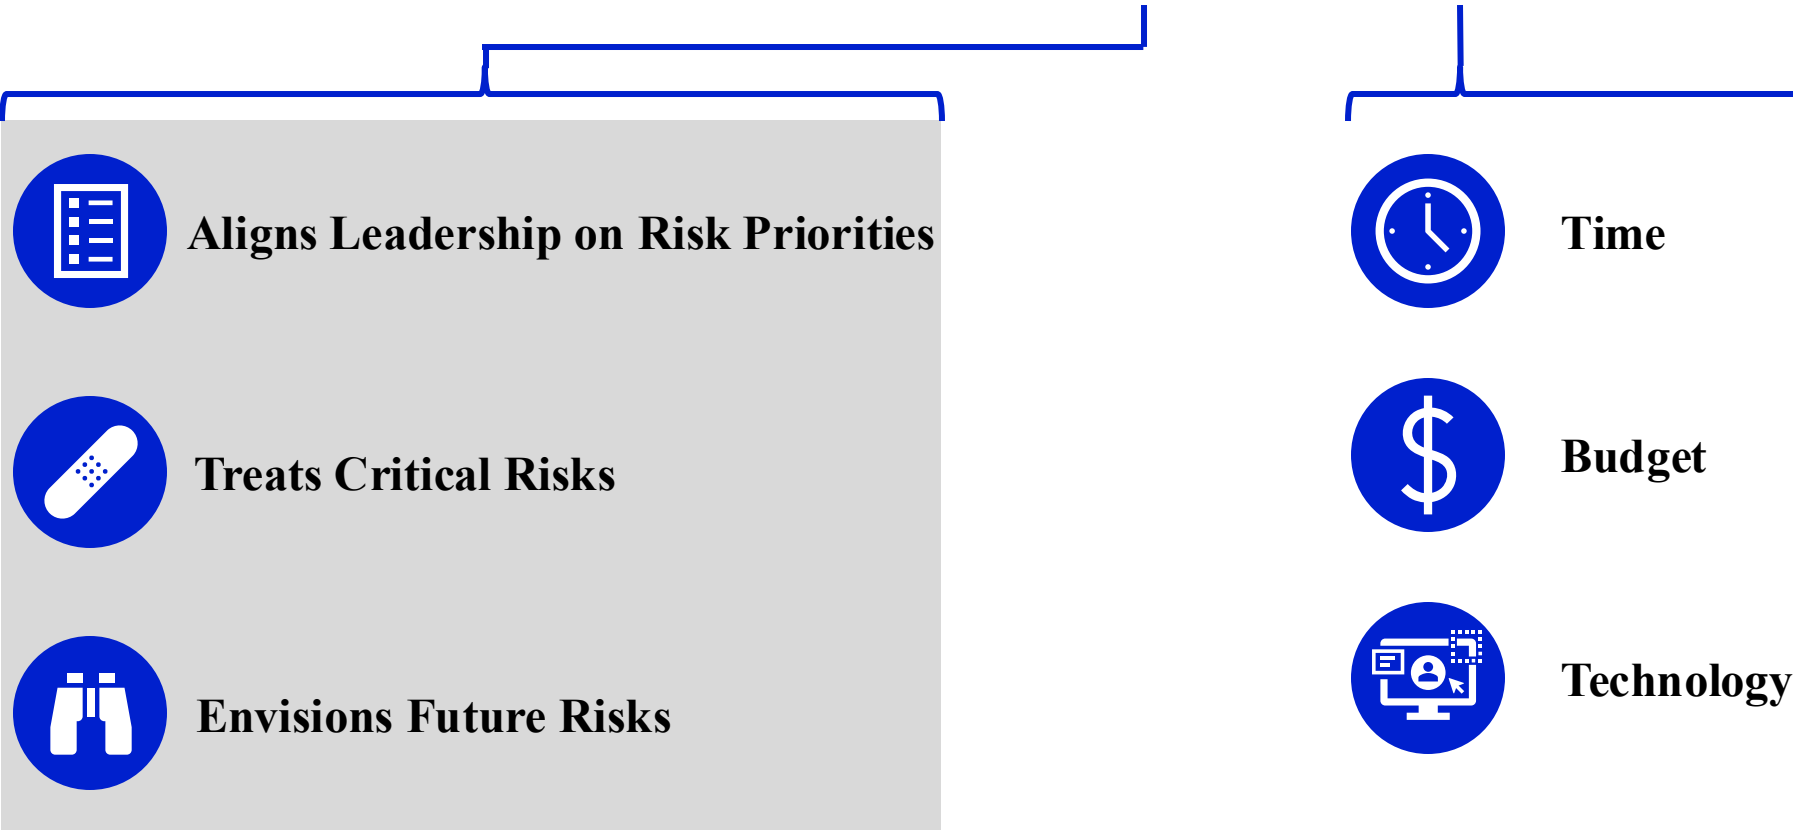 Aligns Leadership on Risk Priorities
Treats Critical Risks
Envisions Future Risks
Time
Budget
Technology